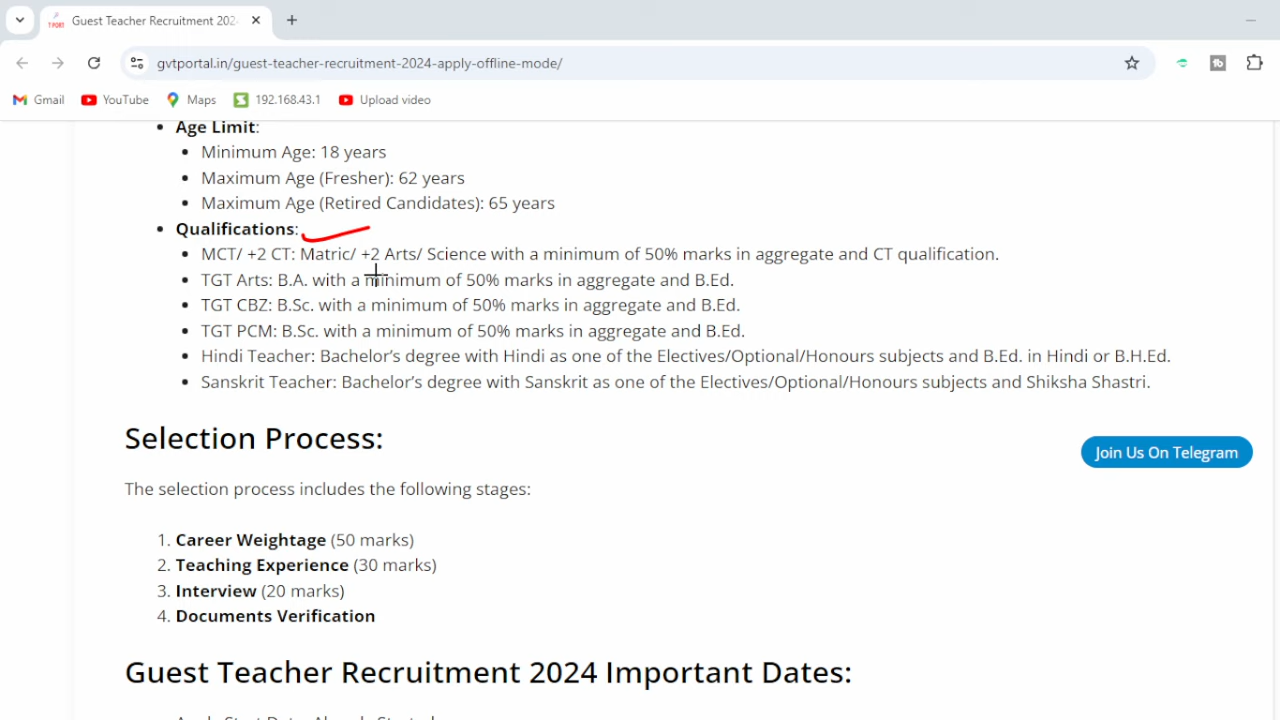 Guest Teacher Recruitment 202
gvtportal.in/guest-teacher-recruitment-2024-apply-offline-mode/
Gmail YouTube Maps 192.168.43.1 Upload video
Age Limit:
Minimum Age: 18 years
Maximum Age (Fresher): 62 years
Maximum Age (Retired Candidates): 65 years
Qualifications:
MCT/ +2 CT: Matric/ +2 Arts/ Science with a minimum of 50% marks in aggregate and CT qualification.
TGT Arts: B.A. with a minimum of 50% marks in aggregate and B.Ed.
TGT CBZ: B.Sc. with a minimum of 50% marks in aggregate and B.Ed.
TGT PCM: B.Sc. with a minimum of 50% marks in aggregate and B.Ed.
Hindi Teacher: Bachelor’s degree with Hindi as one of the Electives/Optional/Honours subjects and B.Ed. in Hindi or B.H.Ed.
Sanskrit Teacher: Bachelor’s degree with Sanskrit as one of the Electives/Optional/Honours subjects and Shiksha Shastri.
Selection Process:
Join Us On Telegram
The selection process includes the following stages:
1. Career Weightage (50 marks)
2. Teaching Experience (30 marks)
3. Interview (20 marks)
4. Documents Verification
Guest Teacher Recruitment 2024 Important Dates: